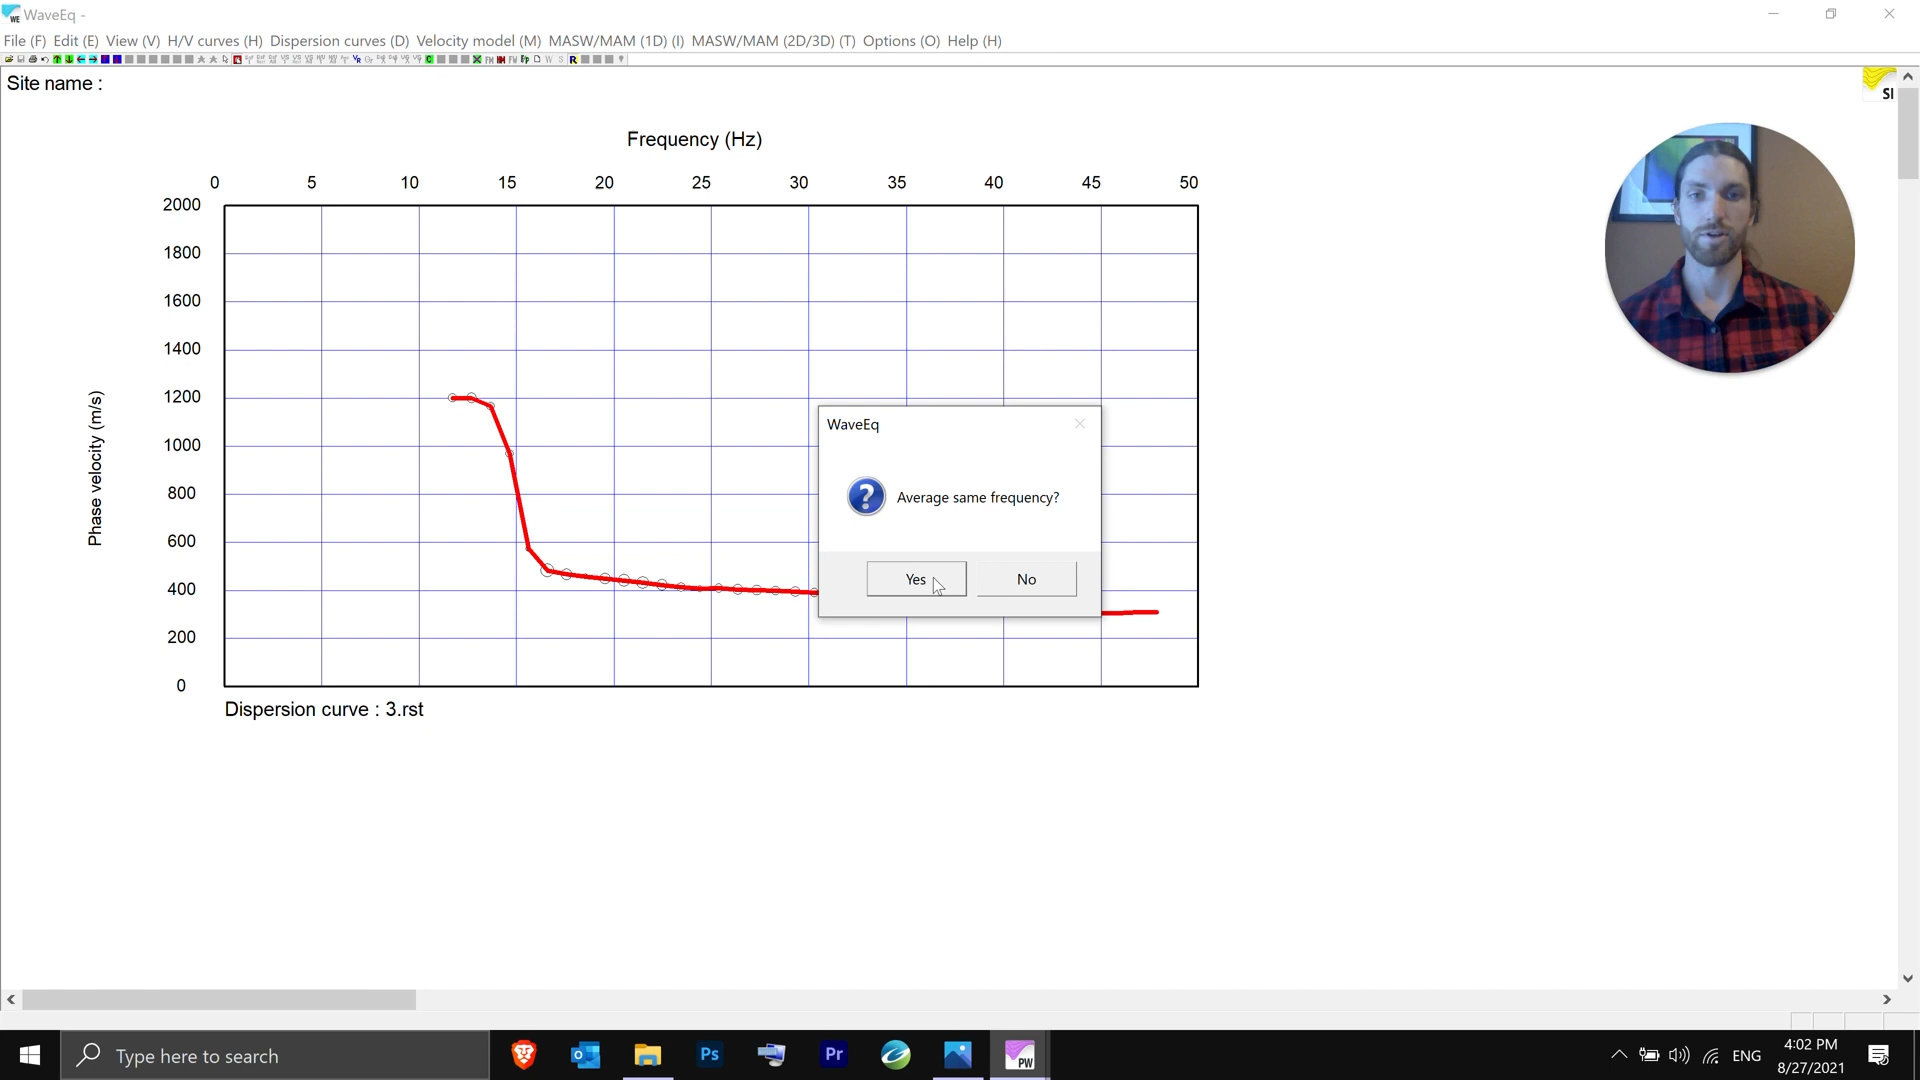 WaveEq -
File (F) Edit (E) View (V) H/V curves (H) Dispersion curves (D) Velocity model (M) MASW/MAM (1D) (I) MASW/MAM (2D/3D) (T) Options (O) Help (H)
Site name :
SI
Frequency (Hz)
0 5 10 15 20 25 30 35 40 45 50
2000
1800
1600
1400
1200
1000
800
600
400
200
0
Phase velocity (m/s)
WaveEq
Average same frequency?
Yes No
Dispersion curve : 3.rst
Type here to search
Ps
Pr
PW
ENG
4:02 PM
8/27/2021